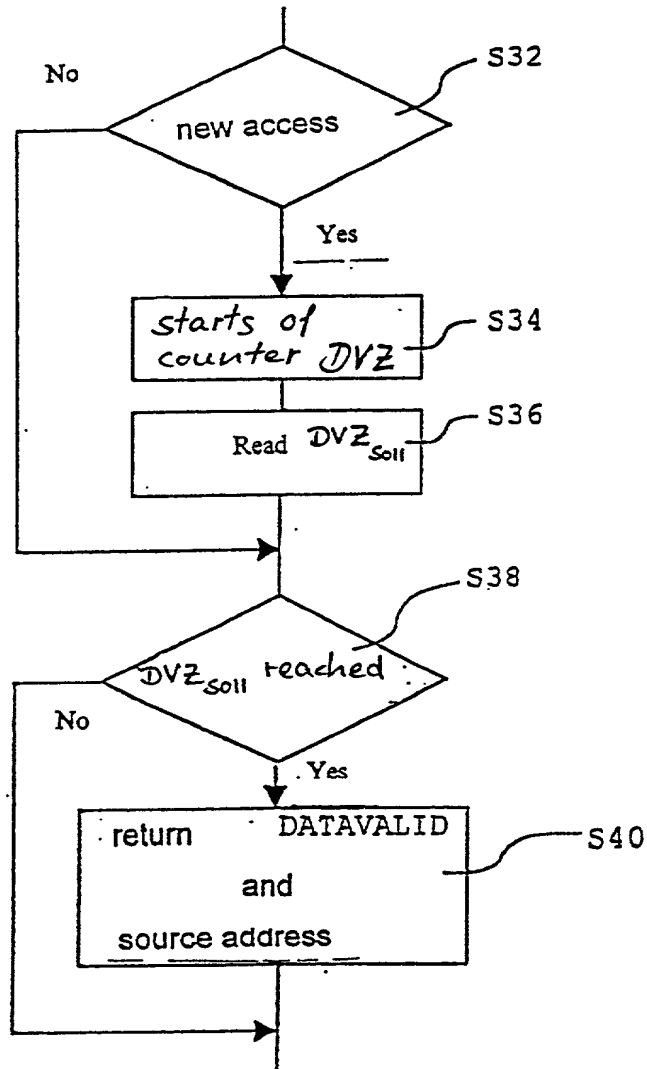 No
S32
new access
Yes
starts of
counter DVZ
S34
S36
Read DVZsoll
S38
DVZsoll reached
No
Yes
return DATAVALID
and
source address
S40